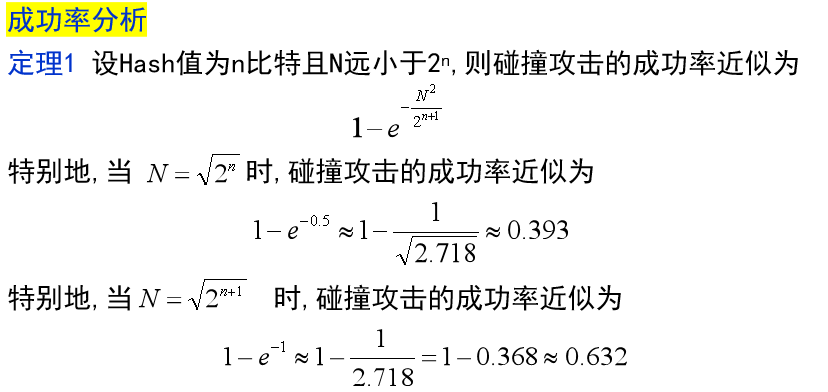 成功率分析
定理1 设Hash值为n比特且N远小于2ⁿ,则碰撞攻击的成功率近似为
$1-e^{-\frac{N^2}{2^{n+1}}}$
特别地,当 $N=\sqrt{2^n}$ 时,碰撞攻击的成功率近似为
$1-e^{-0.5}\approx 1-\frac{1}{\sqrt{2.718}}\approx 0.393$
特别地,当 $N=\sqrt{2^{n+1}}$ 时,碰撞攻击的成功率近似为
$1-e^{-1}\approx 1-\frac{1}{2.718}=1-0.368\approx 0.632$